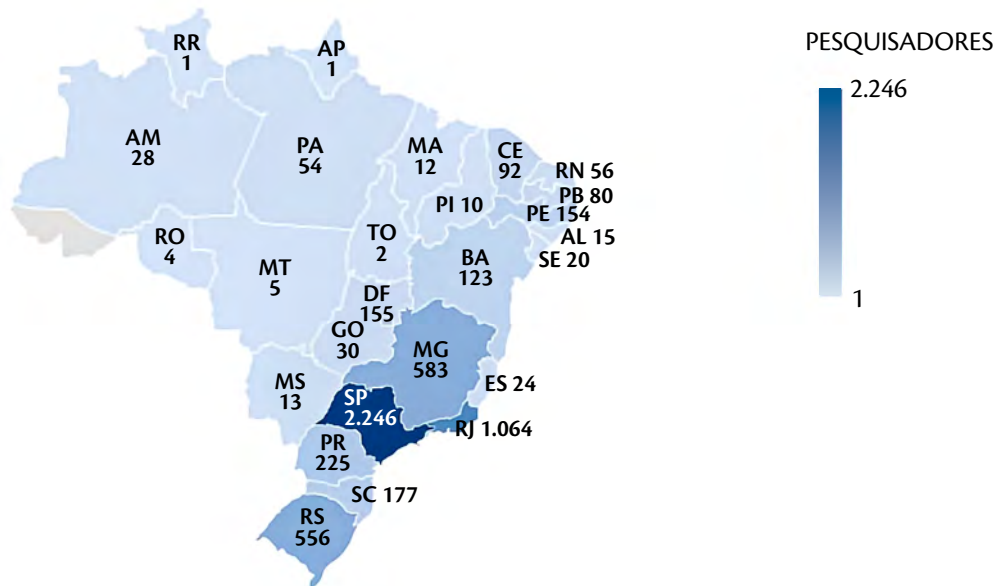 RR
1
AP
1
PESQUISADORES
2.246
1
AM
28
PA
54
MA
12
CE
92
RN 56
PB 80
PE 154
AL 15
SE 20
PI 10
RO
4
MT
5
TO
2
BA
123
DF
155
GO
30
MG
583
ES 24
MS
13
SP
2.246
RJ 1.064
PR
225
SC 177
RS
556